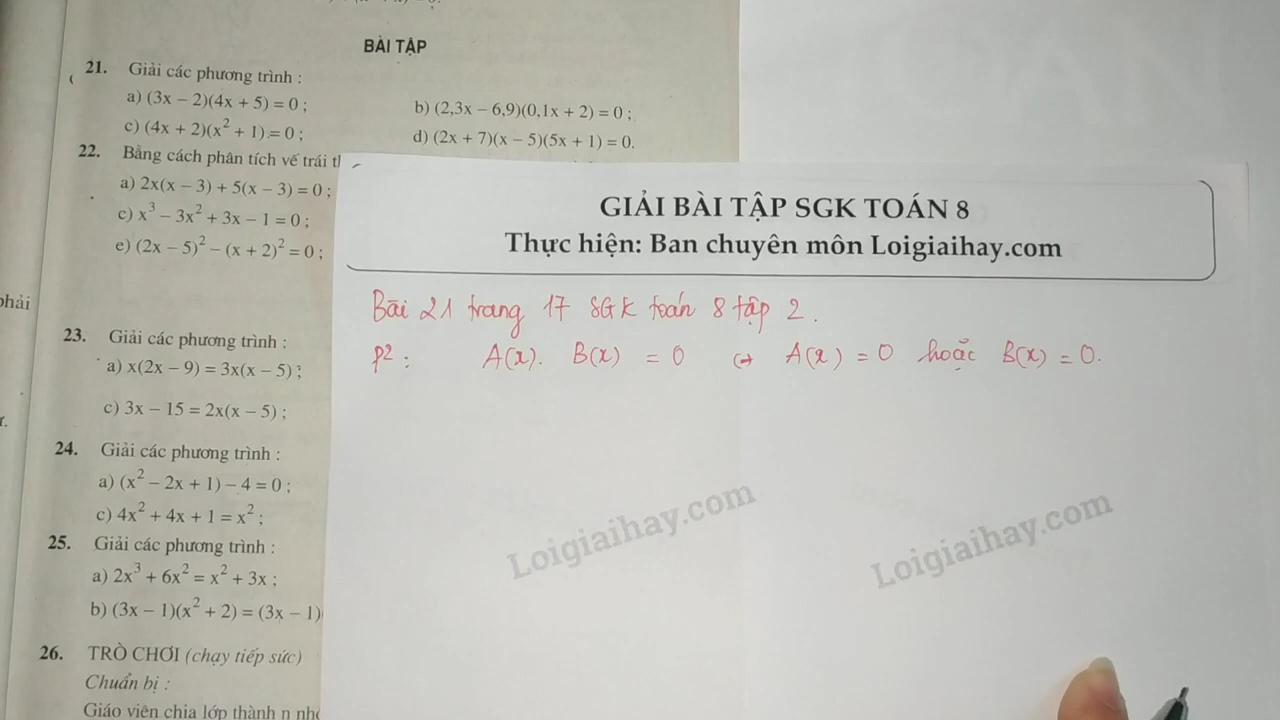 BÀI TẬP
21. Giải các phương trình :
a) (3x – 2)(4x + 5) = 0 ; b) (2,3x – 6,9)(0,1x + 2) = 0 ;
c) (4x + 2)(x² + 1) = 0 ; d) (2x + 7)(x – 5)(5x + 1) = 0.
22. Bằng cách phân tích vế trái
a) 2x(x – 3) + 5(x – 3) = 0 ;
c) x³ – 3x² + 3x – 1 = 0 ;
e) (2x – 5)² – (x + 2)² = 0 ;
phải
23. Giải các phương trình :
a) x(2x – 9) = 3x(x – 5) ;
c) 3x – 15 = 2x(x – 5) ;
24. Giải các phương trình :
a) (x² – 2x + 1) – 4 = 0 ;
c) 4x² + 4x + 1 = x² ;
25. Giải các phương trình :
a) 2x³ + 6x² = x² + 3x ;
b) (3x – 1)(x² + 2) = (3x – 1)
26. TRÒ CHƠI (chạy tiếp sức)
Chuẩn bị :
Giáo viên chia lớp thành n
GIẢI BÀI TẬP SGK TOÁN 8
Thực hiện: Ban chuyên môn Loigiaihay.com
Bài 21 trang 17 SGK toán 8 tập 2.
P² : A(x). B(x) = 0 ⇔ A(x) = 0 hoặc B(x) = 0.
Loigiaihay.com
Loigiaihay.com